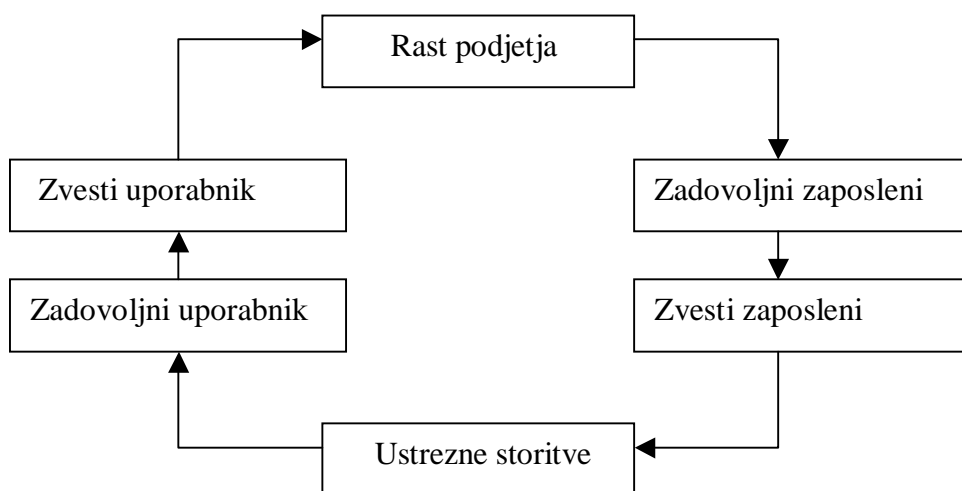 Rast podjetja
Zvesti uporabnik
Zadovoljni zaposleni
Zadovoljni uporabnik
Zvesti zaposleni
Ustrezne storitve